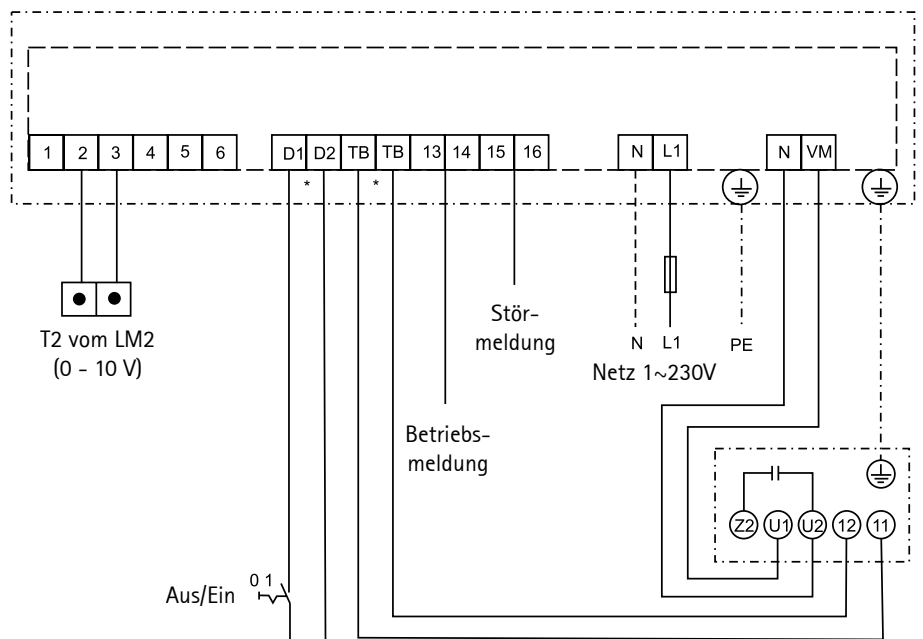 1 2 3 4 5 6 D1 D2 TB TB 13 14 15 16 N L1 N VM
* *
T2 vom LM2
(0 - 10 V)
Stör-
meldung
N L1 PE
Netz 1~230V
Betriebs-
meldung
Z2 U1 U2 12 11
Aus/Ein 0 1